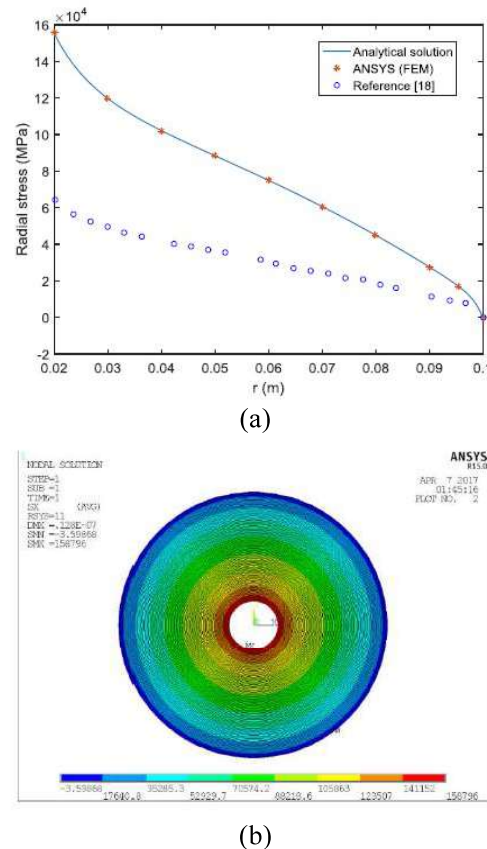 ×10⁴
16
14
12
10
8
6
4
2
0
-2
Radial stress (MPa)
Analytical solution
ANSYS (FEM)
Reference [18]
0.02 0.03 0.04 0.05 0.06 0.07 0.08 0.09 0.1
r (m)
(a)
NODAL SOLUTION
STEP=1
SUB =1
TIME=1
SX (AVG)
RSYS=11
DMX =.128E-07
SMN =-3.59868
SMX =158796
ANSYS
R15.0
APR 7 2017
01:45:16
PLOT NO. 2
-3.59868 35285.3 70574.2 105863 141152
17640.8 52929.7 88218.6 123507 158796
(b)